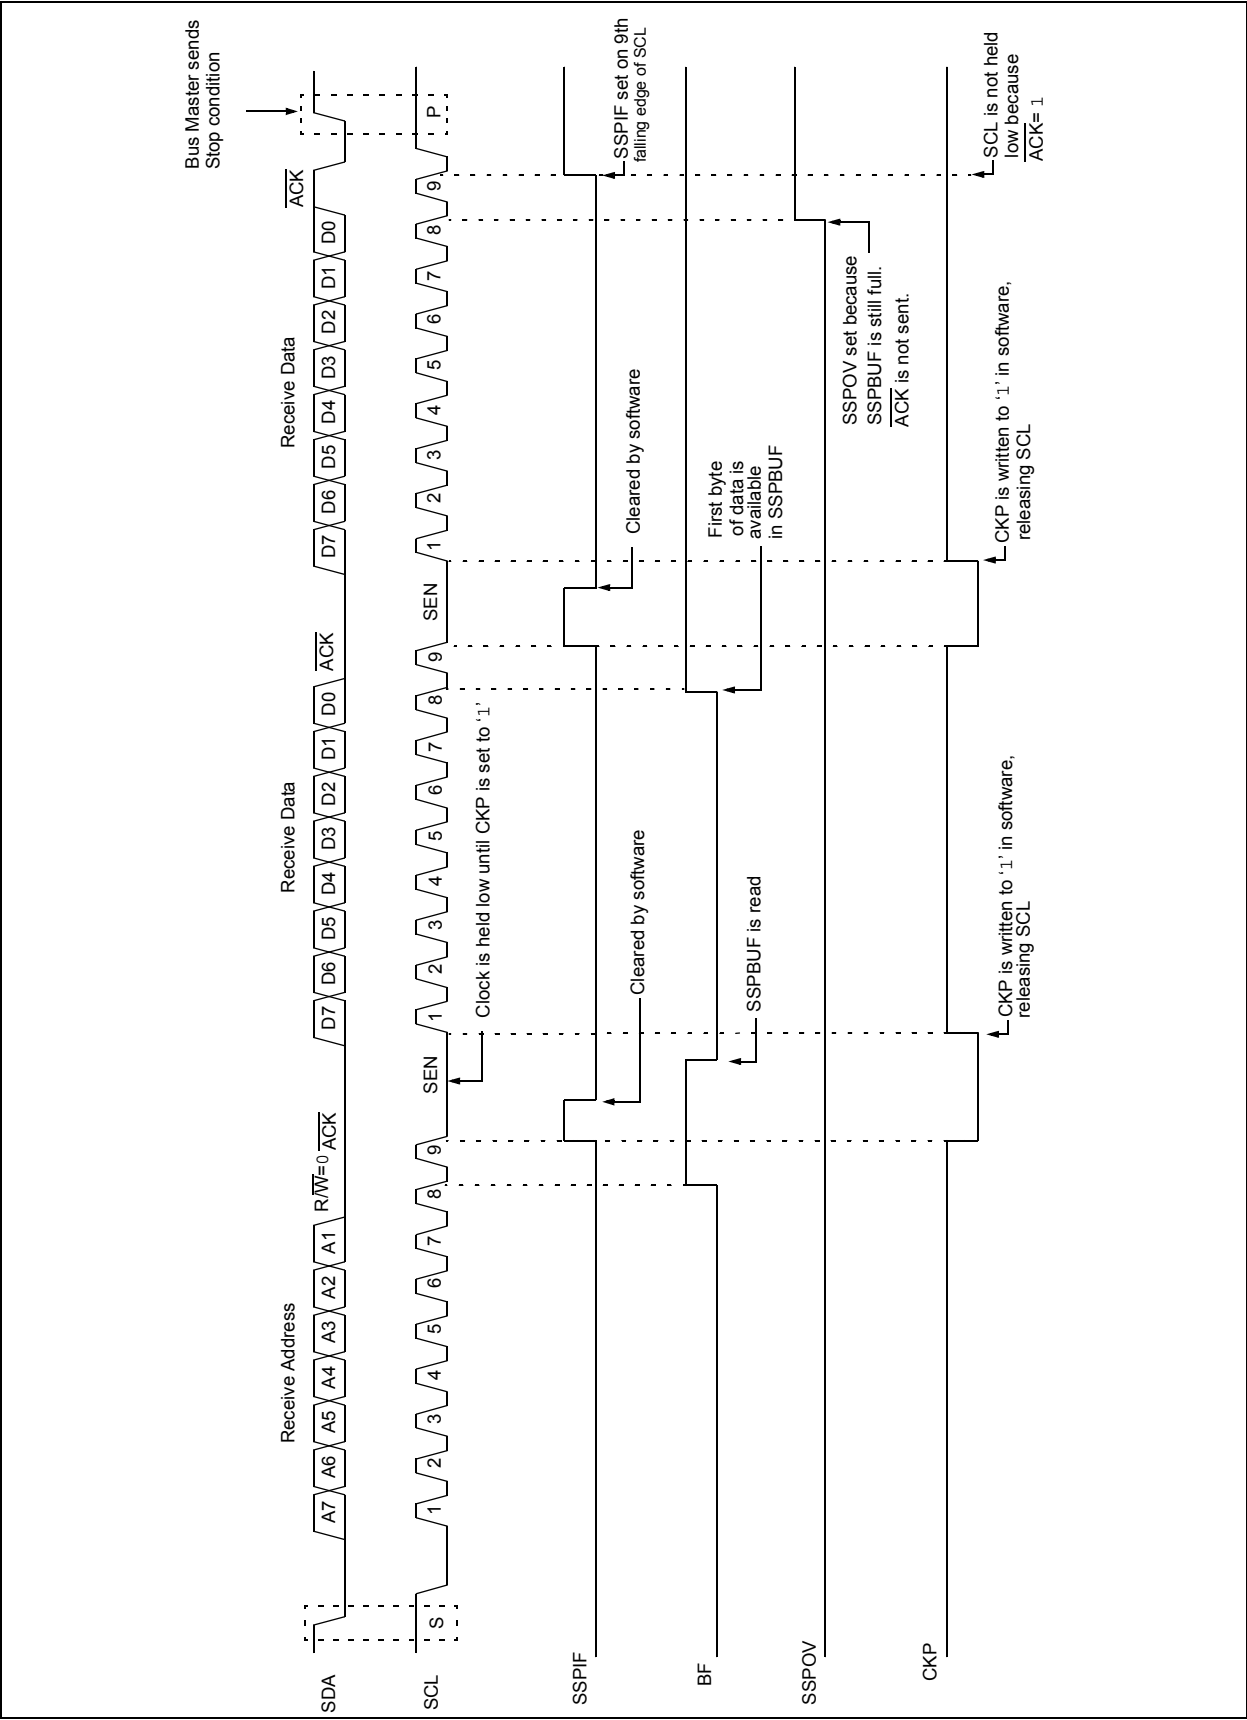 Bus Master sends
Stop condition
Receive Address
Receive Data
Receive Data
ACK
SDA
A7 A6 A5 A4 A3 A2 A1 R/W=0 ACK D7 D6 D5 D4 D3 D2 D1 D0 ACK D7 D6 D5 D4 D3 D2 D1 D0
SCL
S 1 2 3 4 5 6 7 8 9 SEN 1 2 3 4 5 6 7 8 9 SEN 1 2 3 4 5 6 7 8 9 P
Clock is held low until CKP is set to ‘1’
SSPIF
Cleared by software
Cleared by software
SSPIF set on 9th
falling edge of SCL
BF
SSPBUF is read
First byte
of data is
available
in SSPBUF
SSPOV
SSPOV set because
SSPBUF is still full.
ACK is not sent.
CKP
CKP is written to ‘1’ in software,
releasing SCL
CKP is written to ‘1’ in software,
releasing SCL
SCL is not held
low because
ACK= 1